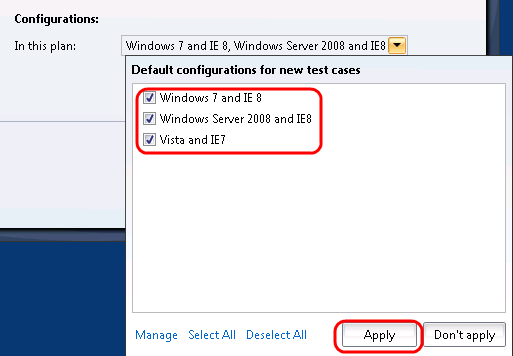 Configurations:
In this plan: Windows 7 and IE 8, Windows Server 2008 and IE8
Default configurations for new test cases
Windows 7 and IE 8
Windows Server 2008 and IE8
Vista and IE7
Manage Select All Deselect All Apply Don't apply